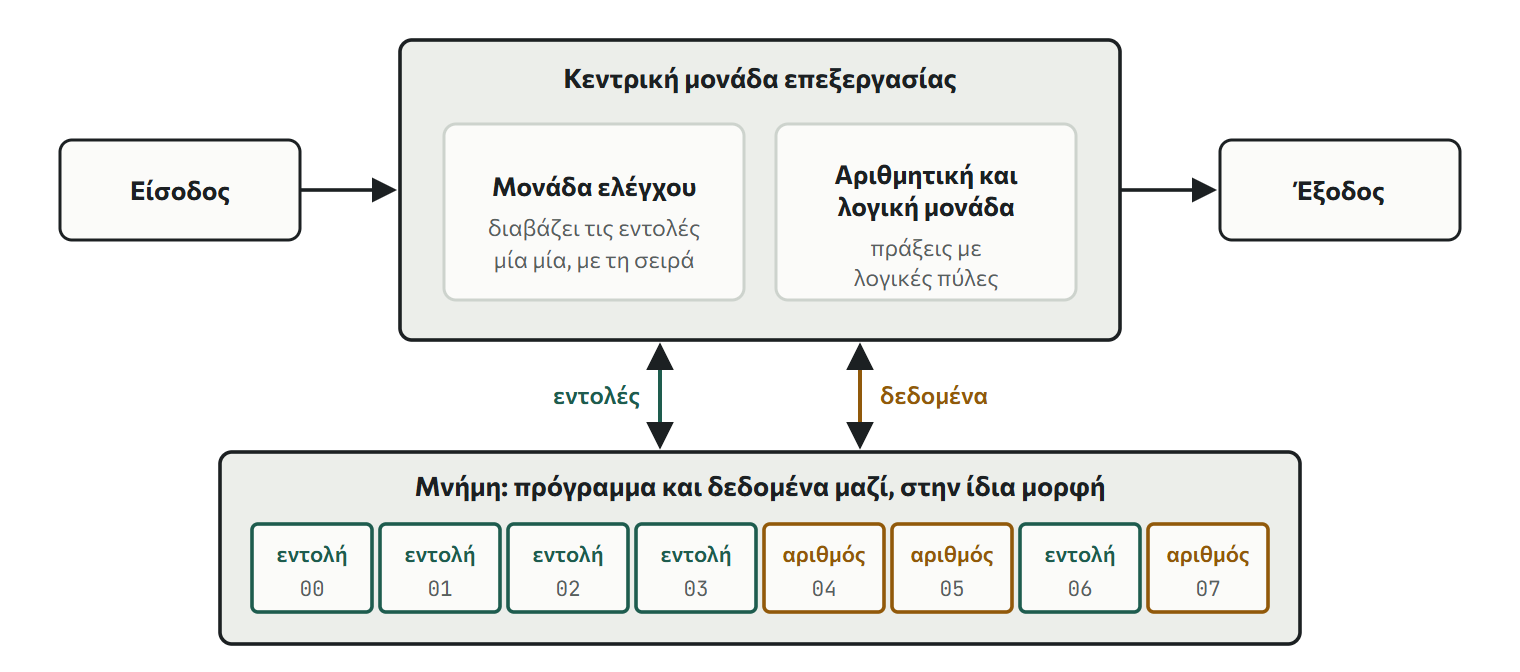 Κεντρική μονάδα επεξεργασίας
Είσοδος
Μονάδα ελέγχου
διαβάζει τις εντολές
μία μία, με τη σειρά
Αριθμητική και
λογική μονάδα
πράξεις με
λογικές πύλες
Έξοδος
εντολές
δεδομένα
Μνήμη: πρόγραμμα και δεδομένα μαζί, στην ίδια μορφή
εντολή εντολή εντολή εντολή αριθμός αριθμός εντολή αριθμός
00 01 02 03 04 05 06 07